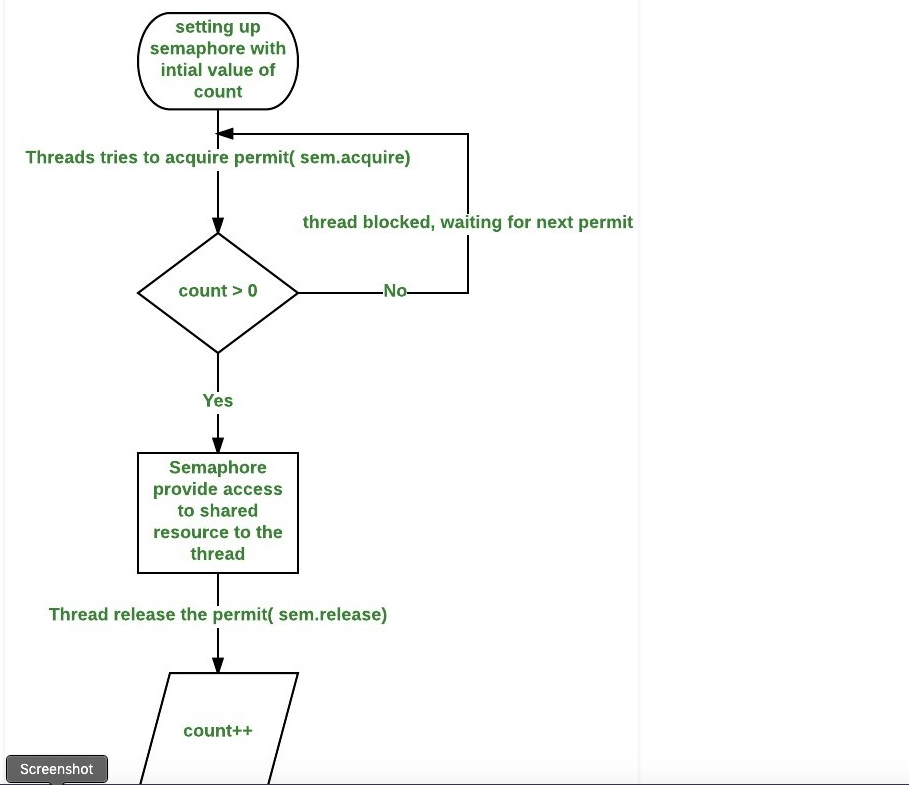 setting up
semaphore with
intial value of
count
Threads tries to acquire permit( sem.acquire)
thread blocked, waiting for next permit
count > 0
No
Yes
Semaphore
provide access
to shared
resource to the
thread
Thread release the permit( sem.release)
count++
Screenshot